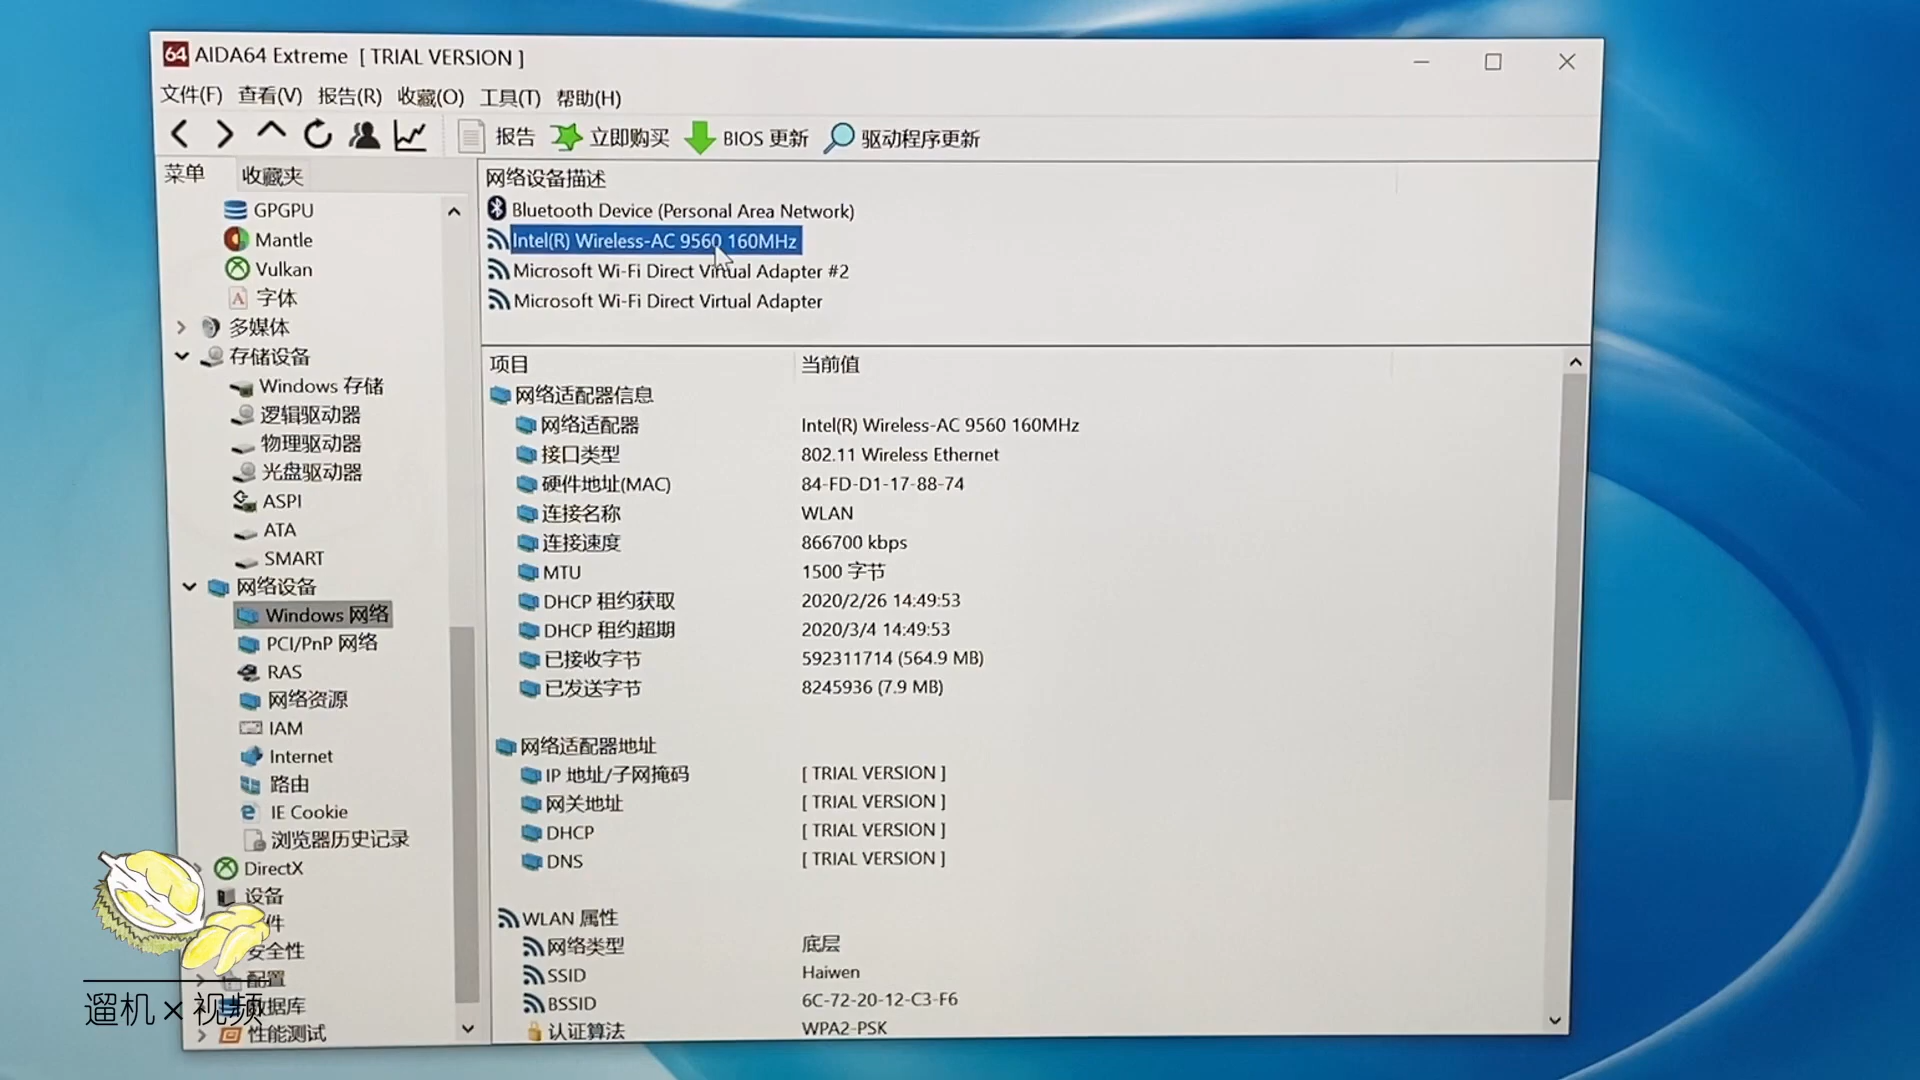 AIDA64 Extreme [ TRIAL VERSION ]
文件(F) 查看(V) 报告(R) 收藏(O) 工具(T) 帮助(H)
报告 立即购买 BIOS 更新 驱动程序更新
菜单 收藏夹
GPGPU
Mantle
Vulkan
字体
多媒体
存储设备
Windows 存储
逻辑驱动器
物理驱动器
光盘驱动器
ASPI
ATA
SMART
网络设备
Windows 网络
PCI/PnP 网络
RAS
网络资源
IAM
Internet
路由
IE Cookie
浏览器历史记录
DirectX
设备
件
安全性
配置
数据库
性能测试
网络设备描述
Bluetooth Device (Personal Area Network)
Intel(R) Wireless-AC 9560 160MHz
Microsoft Wi-Fi Direct Virtual Adapter #2
Microsoft Wi-Fi Direct Virtual Adapter
项目 当前值
网络适配器信息
网络适配器 Intel(R) Wireless-AC 9560 160MHz
接口类型 802.11 Wireless Ethernet
硬件地址(MAC) 84-FD-D1-17-88-74
连接名称 WLAN
连接速度 866700 kbps
MTU 1500 字节
DHCP 租约获取 2020/2/26 14:49:53
DHCP 租约超期 2020/3/4 14:49:53
已接收字节 592311714 (564.9 MB)
已发送字节 8245936 (7.9 MB)
网络适配器地址
IP 地址/子网掩码 [ TRIAL VERSION ]
网关地址 [ TRIAL VERSION ]
DHCP [ TRIAL VERSION ]
DNS [ TRIAL VERSION ]
WLAN 属性
网络类型 底层
SSID Haiwen
BSSID 6C-72-20-12-C3-F6
认证算法 WPA2-PSK
遛机×视频